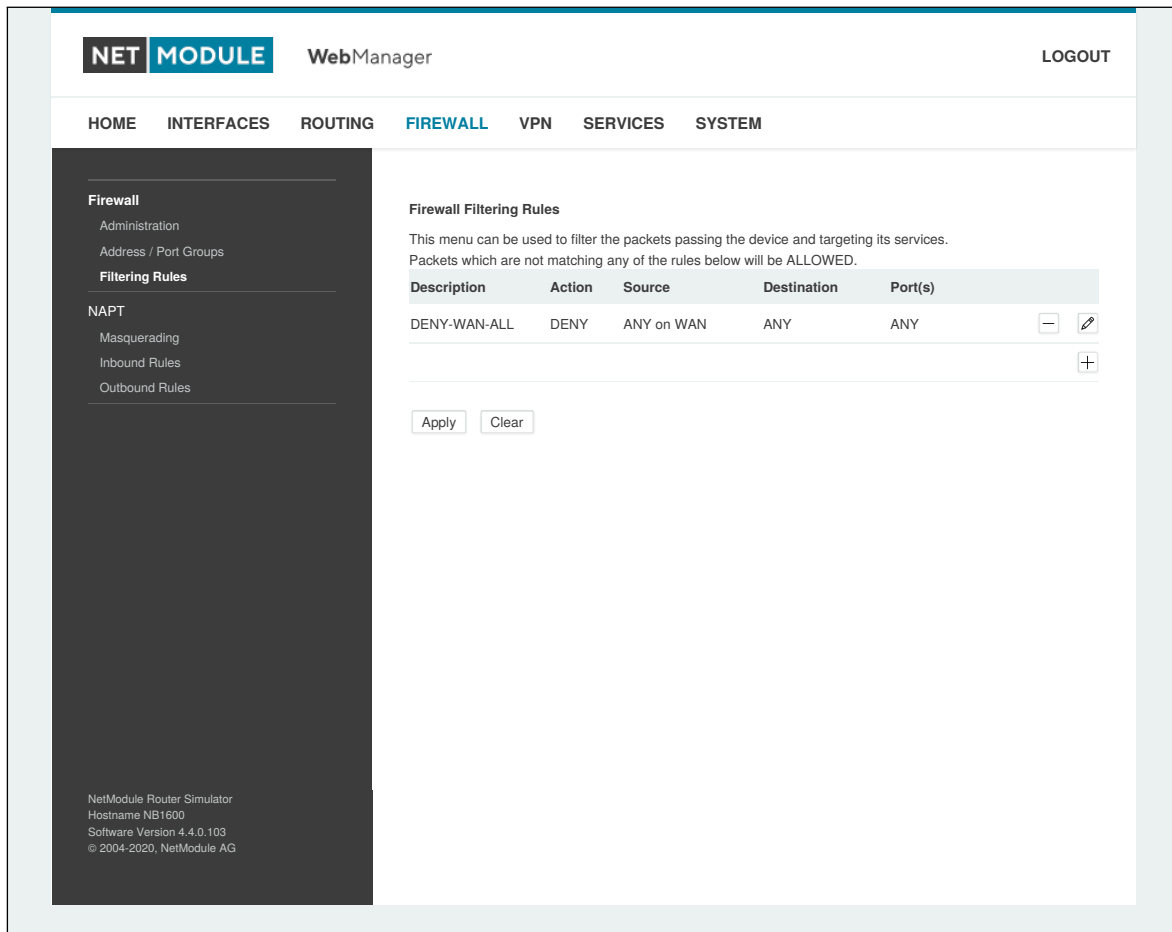 NET MODULE WebManager LOGOUT
HOME INTERFACES ROUTING FIREWALL VPN SERVICES SYSTEM
Firewall
Administration
Address / Port Groups
Filtering Rules
NAPT
Masquerading
Inbound Rules
Outbound Rules
Firewall Filtering Rules
This menu can be used to filter the packets passing the device and targeting its services.
Packets which are not matching any of the rules below will be ALLOWED.
Description Action Source Destination Port(s)
DENY-WAN-ALL DENY ANY on WAN ANY ANY
Apply Clear
NetModule Router Simulator
Hostname NB1600
Software Version 4.4.0.103
© 2004-2020, NetModule AG